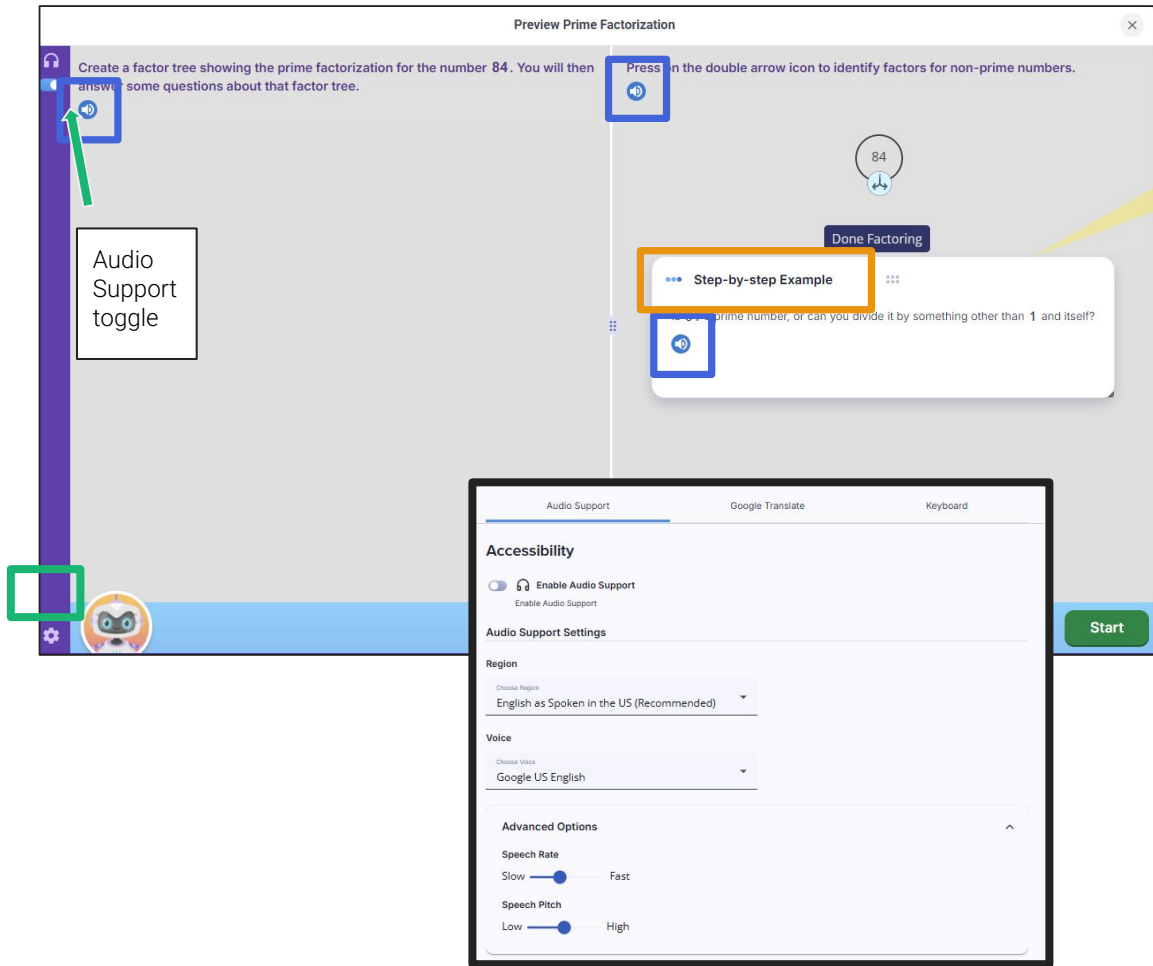 Preview Prime Factorization
Create a factor tree showing the prime factorization for the number 84. You will then
answer some questions about that factor tree.
Press on the double arrow icon to identify factors for non-prime numbers.
84
Done Factoring
Audio
Support
toggle
Step-by-step Example
prime number, or can you divide it by something other than 1 and itself?
Start
Audio Support Google Translate Keyboard
Accessibility
Enable Audio Support
Enable Audio Support
Audio Support Settings
Region
Choose Region
English as Spoken in the US (Recommended)
Voice
Choose Voice
Google US English
Advanced Options
Speech Rate
Slow Fast
Speech Pitch
Low High